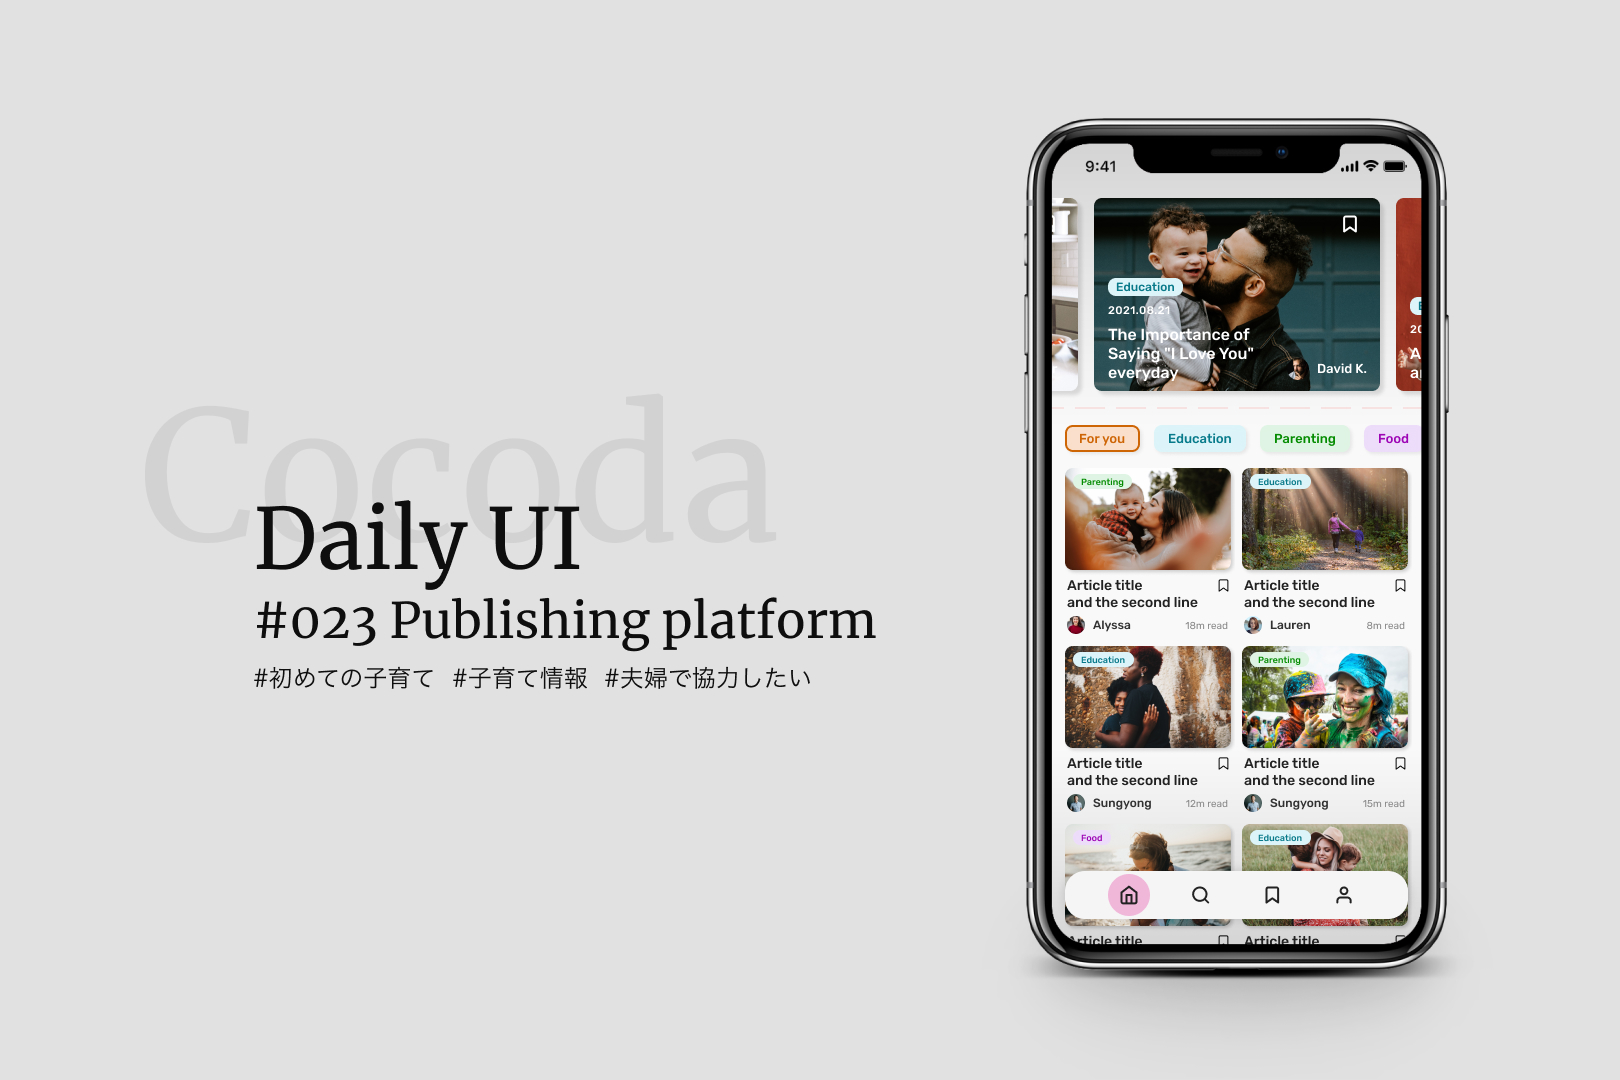 Cocoda
Daily UI
#023 Publishing platform
#初めての子育て #子育て情報 #夫婦で協力したい
9:41
Education
2021.08.21
The Importance of
Saying "I Love You"
everyday
David K.
For you
Education
Parenting
Food
Parenting
Education
Article title
and the second line
Alyssa
18m read
Article title
and the second line
Lauren
8m read
Education
Parenting
Article title
and the second line
Sungyong
12m read
Article title
and the second line
Sungyong
15m read
Food
Education
Article title
Article title